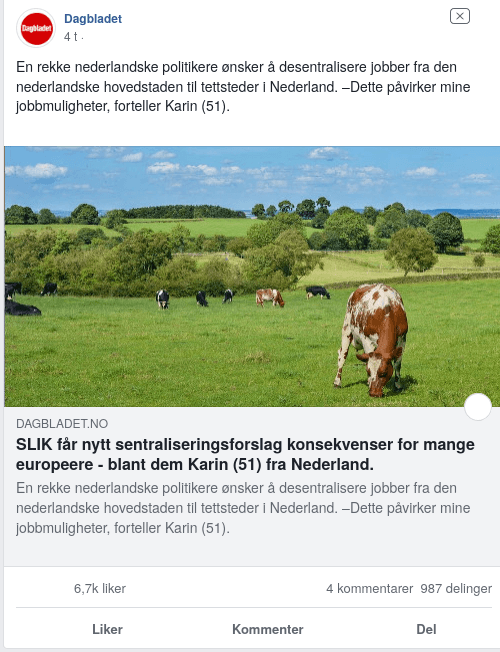 Dagbladet
Dagbladet
4 t ·
En rekke nederlandske politikere ønsker å desentralisere jobber fra den
nederlandske hovedstaden til tettsteder i Nederland. –Dette påvirker mine
jobbmuligheter, forteller Karin (51).
DAGBLADET.NO
SLIK får nytt sentraliseringsforslag konsekvenser for mange
europeere - blant dem Karin (51) fra Nederland.
En rekke nederlandske politikere ønsker å desentralisere jobber fra den
nederlandske hovedstaden til tettsteder i Nederland. –Dette påvirker mine
jobbmuligheter, forteller Karin (51).
6,7k liker 4 kommentarer 987 delinger
Liker Kommenter Del